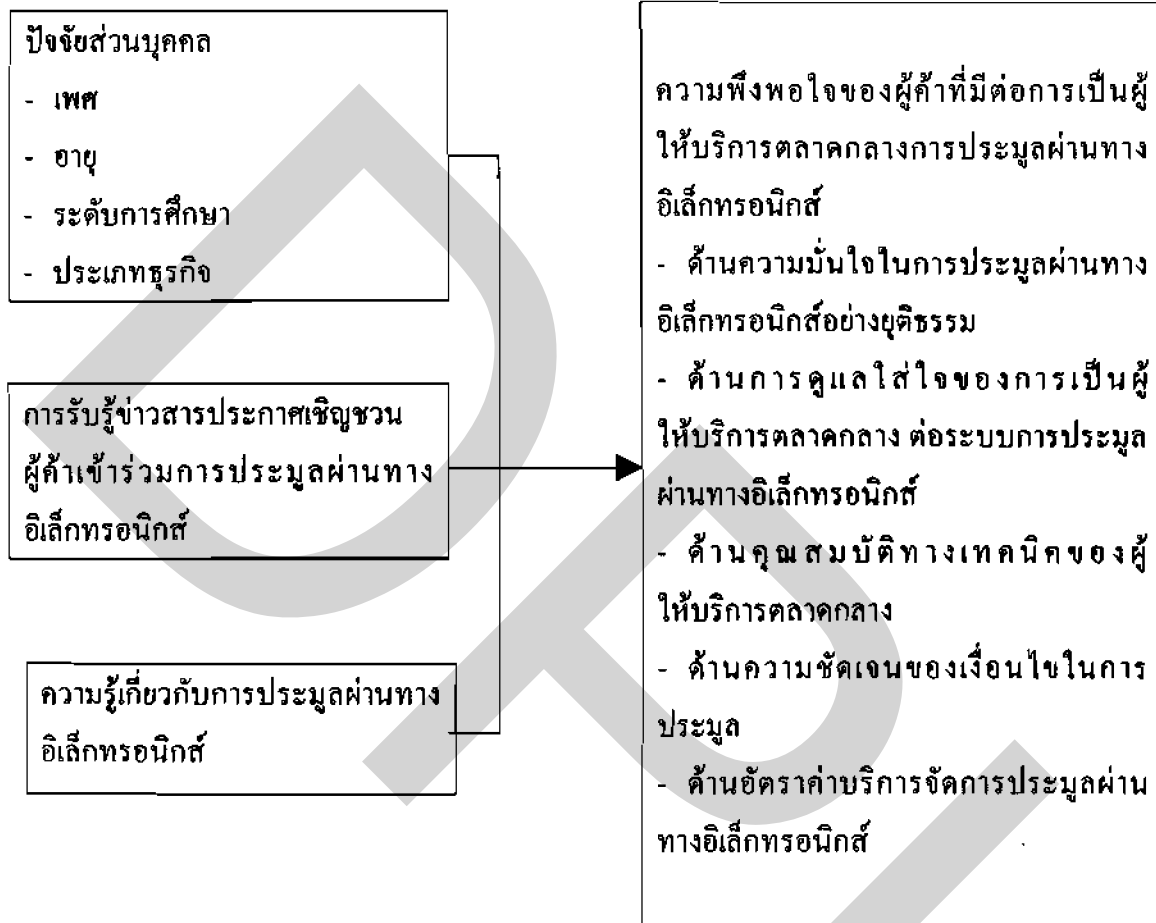 ปัจจัยส่วนบุคคล
- เพศ
- อายุ
- ระดับการศึกษา
- ประเภทธุรกิจ
การรับรู้ข่าวสารประกาศเชิญชวน
ผู้ค้าเข้าร่วมการประมูลผ่านทาง
อิเล็กทรอนิกส์
ความรู้เกี่ยวกับการประมูลผ่านทาง
อิเล็กทรอนิกส์
ความพึงพอใจของผู้ค้าที่มีต่อการเป็นผู้
ให้บริการตลาดกลางการประมูลผ่านทาง
อิเล็กทรอนิกส์
- ด้านความมั่นใจในการประมูลผ่านทาง
อิเล็กทรอนิกส์อย่างยุติธรรม
- ด้านการดูแลใส่ใจของการเป็นผู้
ให้บริการตลาดกลาง ต่อระบบการประมูล
ผ่านทางอิเล็กทรอนิกส์
- ด้านคุณสมบัติทางเทคนิคของผู้
ให้บริการตลาดกลาง
- ด้านความชัดเจนของเงื่อนไขในการ
ประมูล
- ด้านอัตราค่าบริการจัดการประมูลผ่าน
ทางอิเล็กทรอนิกส์